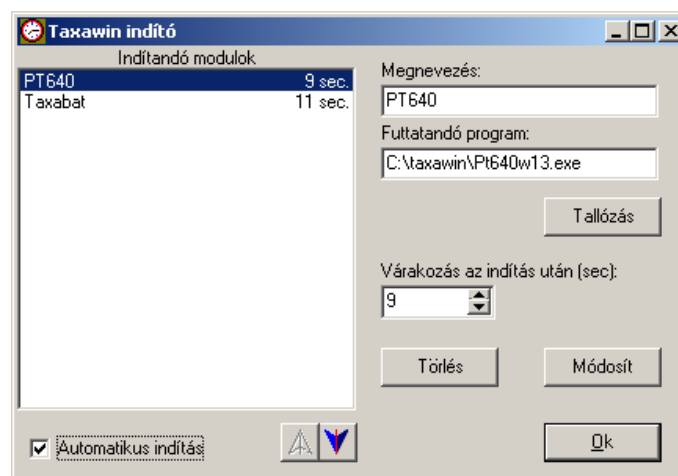 Taxawin indító
Indítandó modulok
PT640 9 sec.
Taxabat 11 sec.
Automatikus indítás
Megnevezés:
PT640
Futtatandó program:
C:\taxawin\Pt640w13.exe
Tallózás
Várakozás az indítás után (sec):
9
Törlés Módosít
Ok